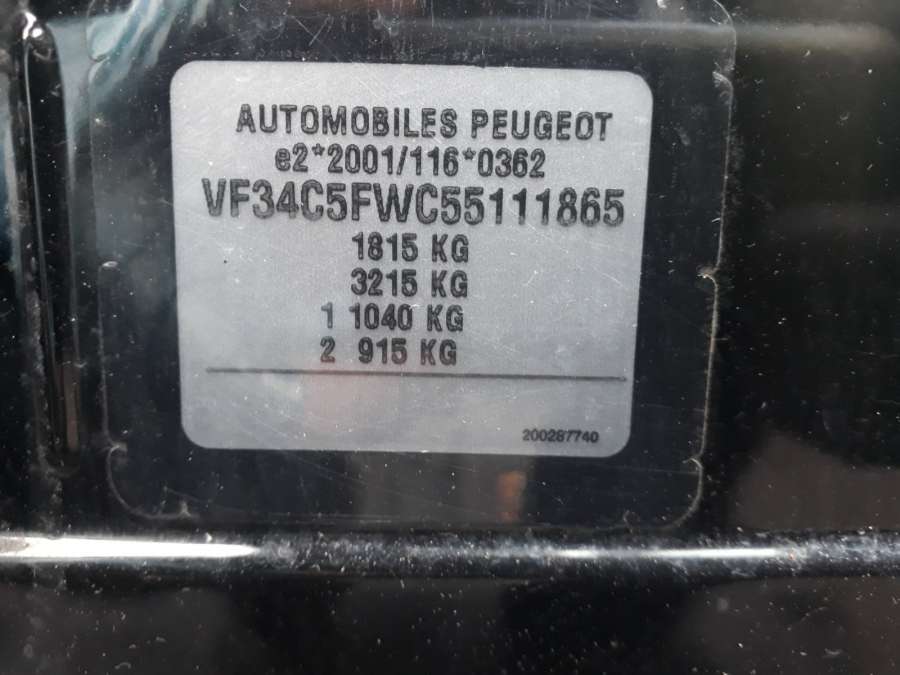 AUTOMOBILES PEUGEOT
e2*2001/116*0362
VF34C5FWC55111865
1815 KG
3215 KG
1 1040 KG
2 915 KG
200287740